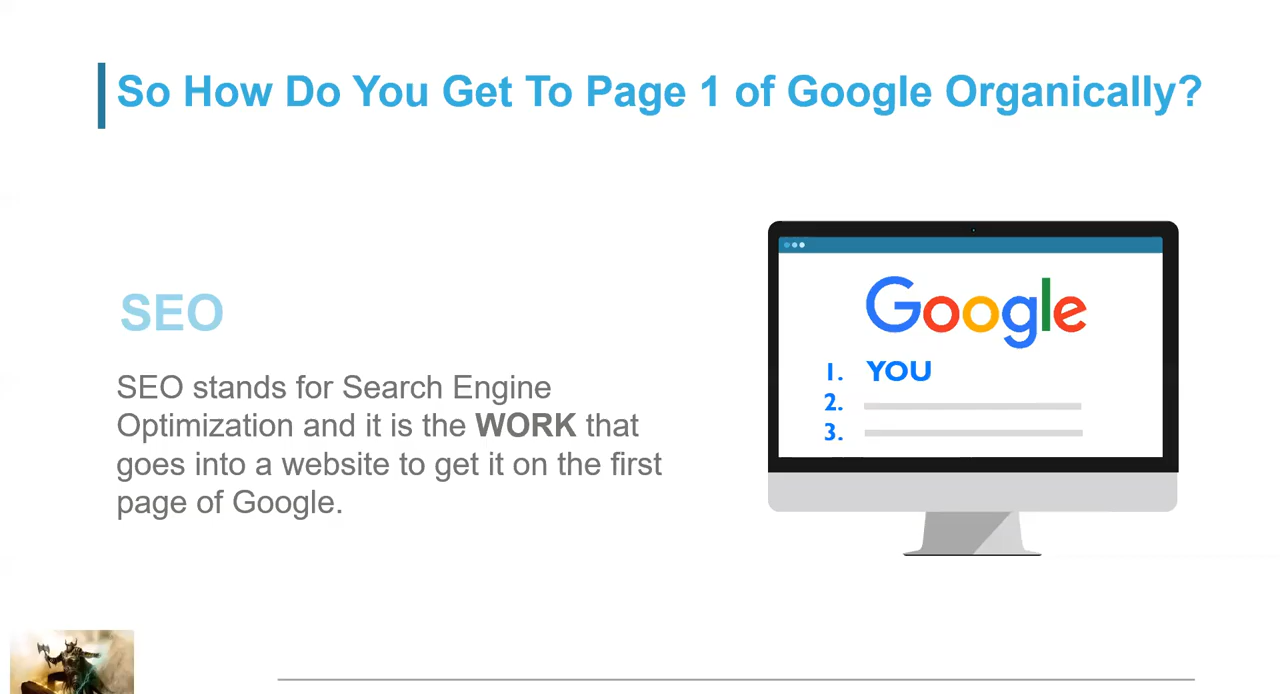 So How Do You Get To Page 1 of Google Organically?
SEO
SEO stands for Search Engine
Optimization and it is the WORK that
goes into a website to get it on the first
page of Google.
Google
1. YOU
2.
3.